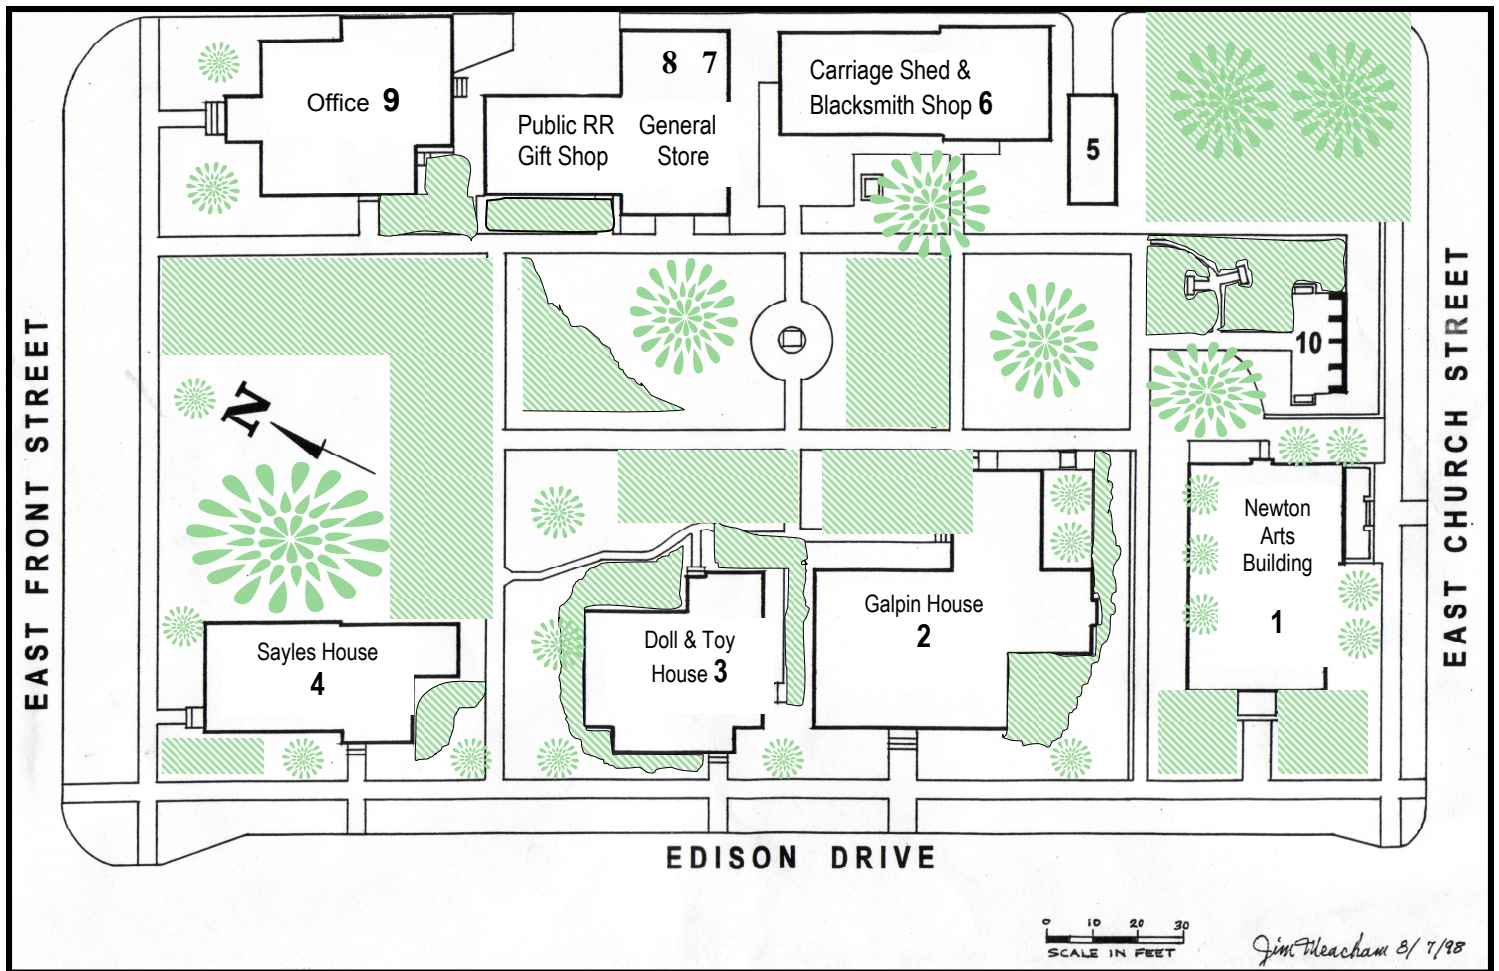 8 7
Carriage Shed &
Blacksmith Shop 6
Office 9
Public RR
Gift Shop
General
Store
5
10
N
EAST FRONT STREET
EAST CHURCH STREET
Newton
Arts
Building
1
Galpin House
2
Doll & Toy
House 3
Sayles House
4
EDISON DRIVE
0 10 20 30
SCALE IN FEET
Jim Meacham 8/7/98